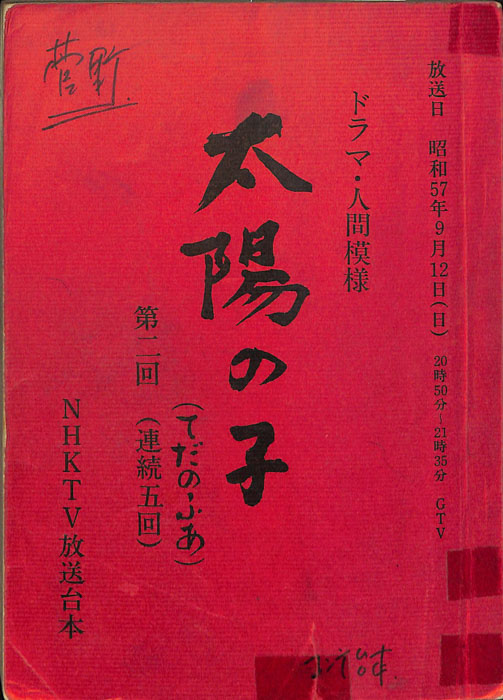 放送日 昭和57年9月12日(日) 20時50分~21時35分 GTV
ドラマ・人間模様
太陽の子
(てだのふあ)
第二回 (連続五回)
NHKTV放送台本
菅野